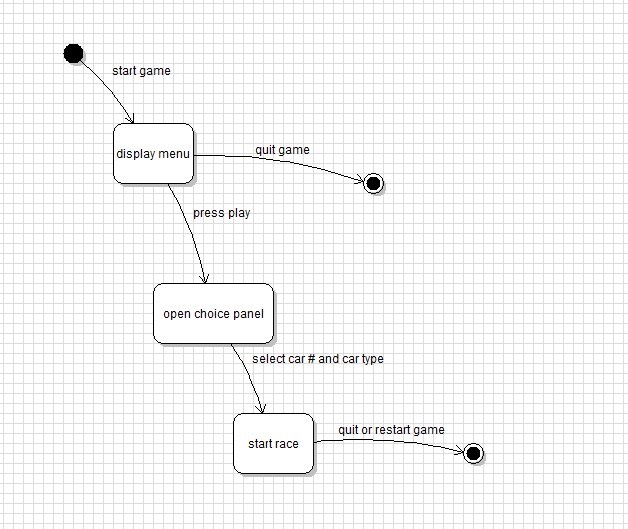 start game
display menu
quit game
press play
open choice panel
select car # and car type
start race
quit or restart game